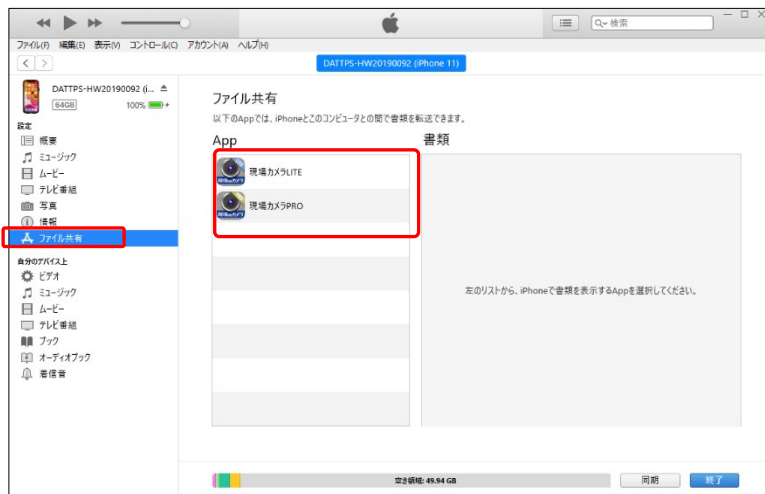 検索
ファイル(F) 編集(E) 表示(V) コントロール(C) アカウント(A) ヘルプ(H)
DATTPS-HW20190092 (iPhone 11)
DATTPS-HW20190092 (i...
64GB 100%
設定
概要
ミュージック
ムービー
テレビ番組
写真
情報
ファイル共有
自分のデバイス上
ビデオ
ミュージック
ムービー
テレビ番組
ブック
オーディオブック
着信音
ファイル共有
以下のAppでは、iPhoneとこのコンピュータとの間で書類を転送できます。
App 書類
現場カメラLITE
現場カメラPRO
左のリストから、iPhoneで書類を表示するAppを選択してください。
空き領域: 49.94 GB
同期 終了